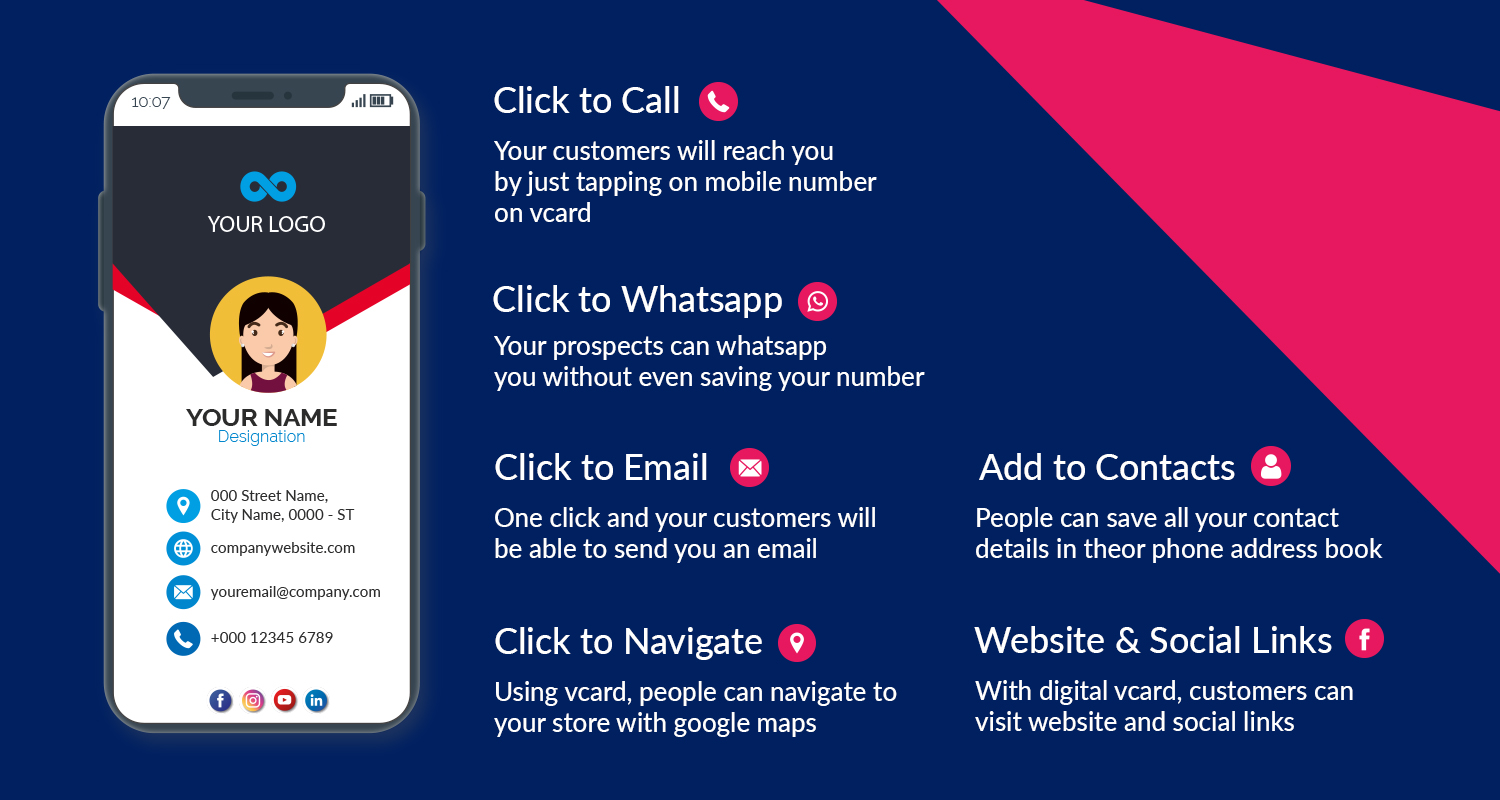 10:07
YOUR LOGO
YOUR NAME
Designation
000 Street Name,
City Name, 0000 - ST
companywebsite.com
youremail@company.com
+000 12345 6789
Click to Call
Your customers will reach you
by just tapping on mobile number
on vcard
Click to Whatsapp
Your prospects can whatsapp
you without even saving your number
Click to Email
One click and your customers will
be able to send you an email
Click to Navigate
Using vcard, people can navigate to
your store with google maps
Add to Contacts
People can save all your contact
details in theor phone address book
Website & Social Links
With digital vcard, customers can
visit website and social links